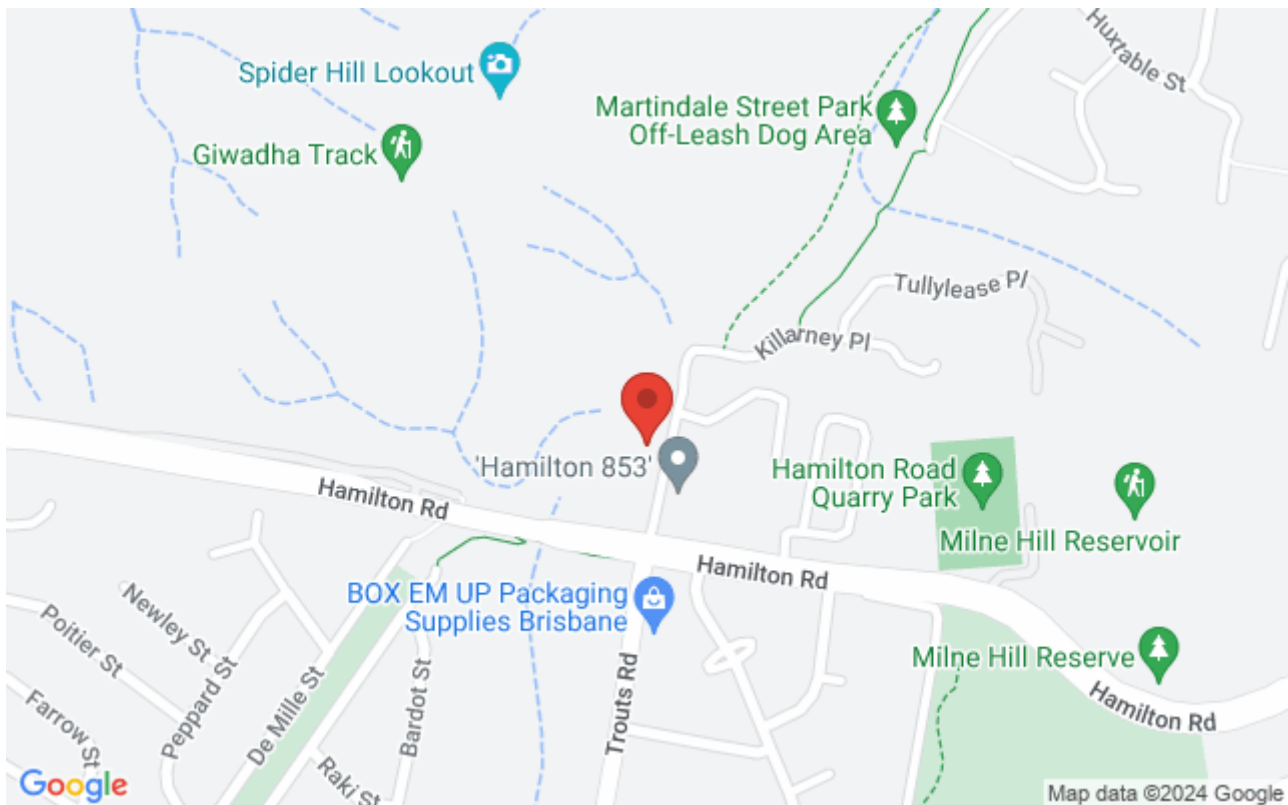 Huxtable St
Spider Hill Lookout
Martindale Street Park
Off-Leash Dog Area
Giwadha Track
Tullylease Pl
Killarney Pl
'Hamilton 853'
Hamilton Road
Quarry Park
Hamilton Rd
Milne Hill Reservoir
Hamilton Rd
BOX EM UP Packaging
Supplies Brisbane
Newley St
Poitier St
Milne Hill Reserve
Peppard St
De Mille St
Bardot St
Trouts Rd
Hamilton Rd
Farrow St
Raki St
Google
Map data ©2024 Google